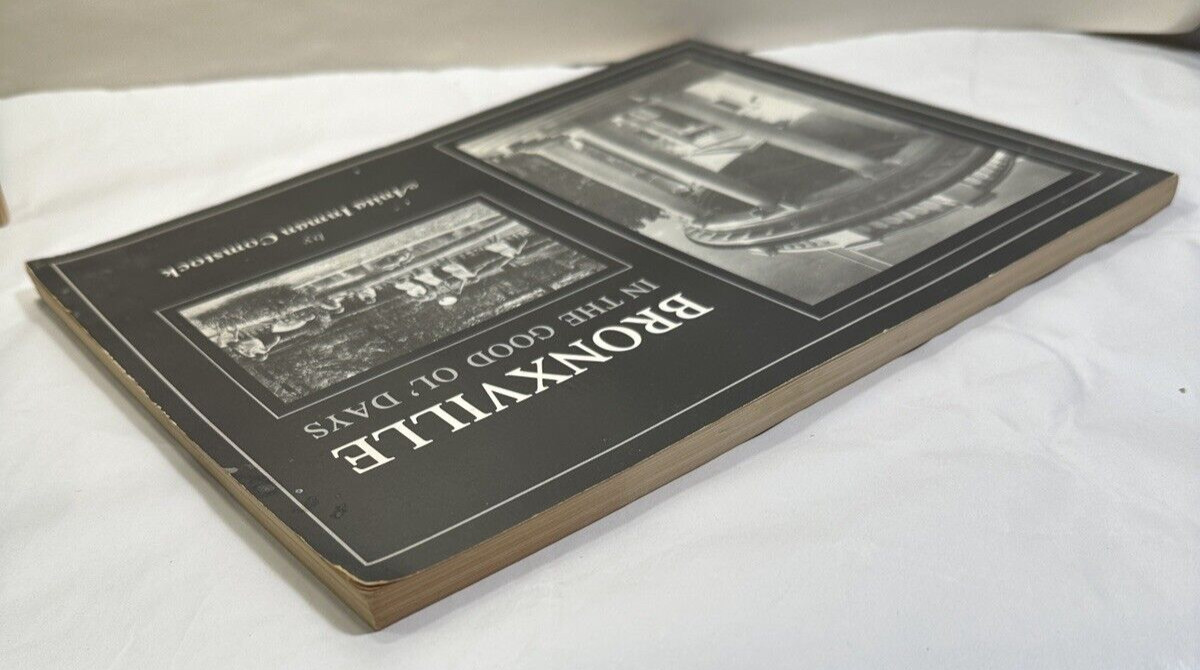 BRONXVILLE
IN THE GOOD OL' DAYS
by
Anita Inman Comstock